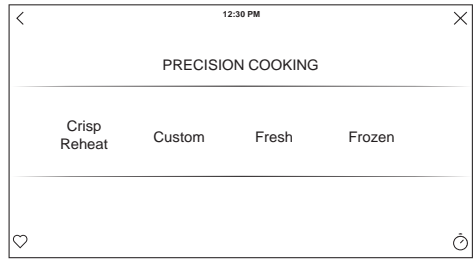 12:30 PM
PRECISION COOKING
Crisp
Reheat
Custom
Fresh
Frozen